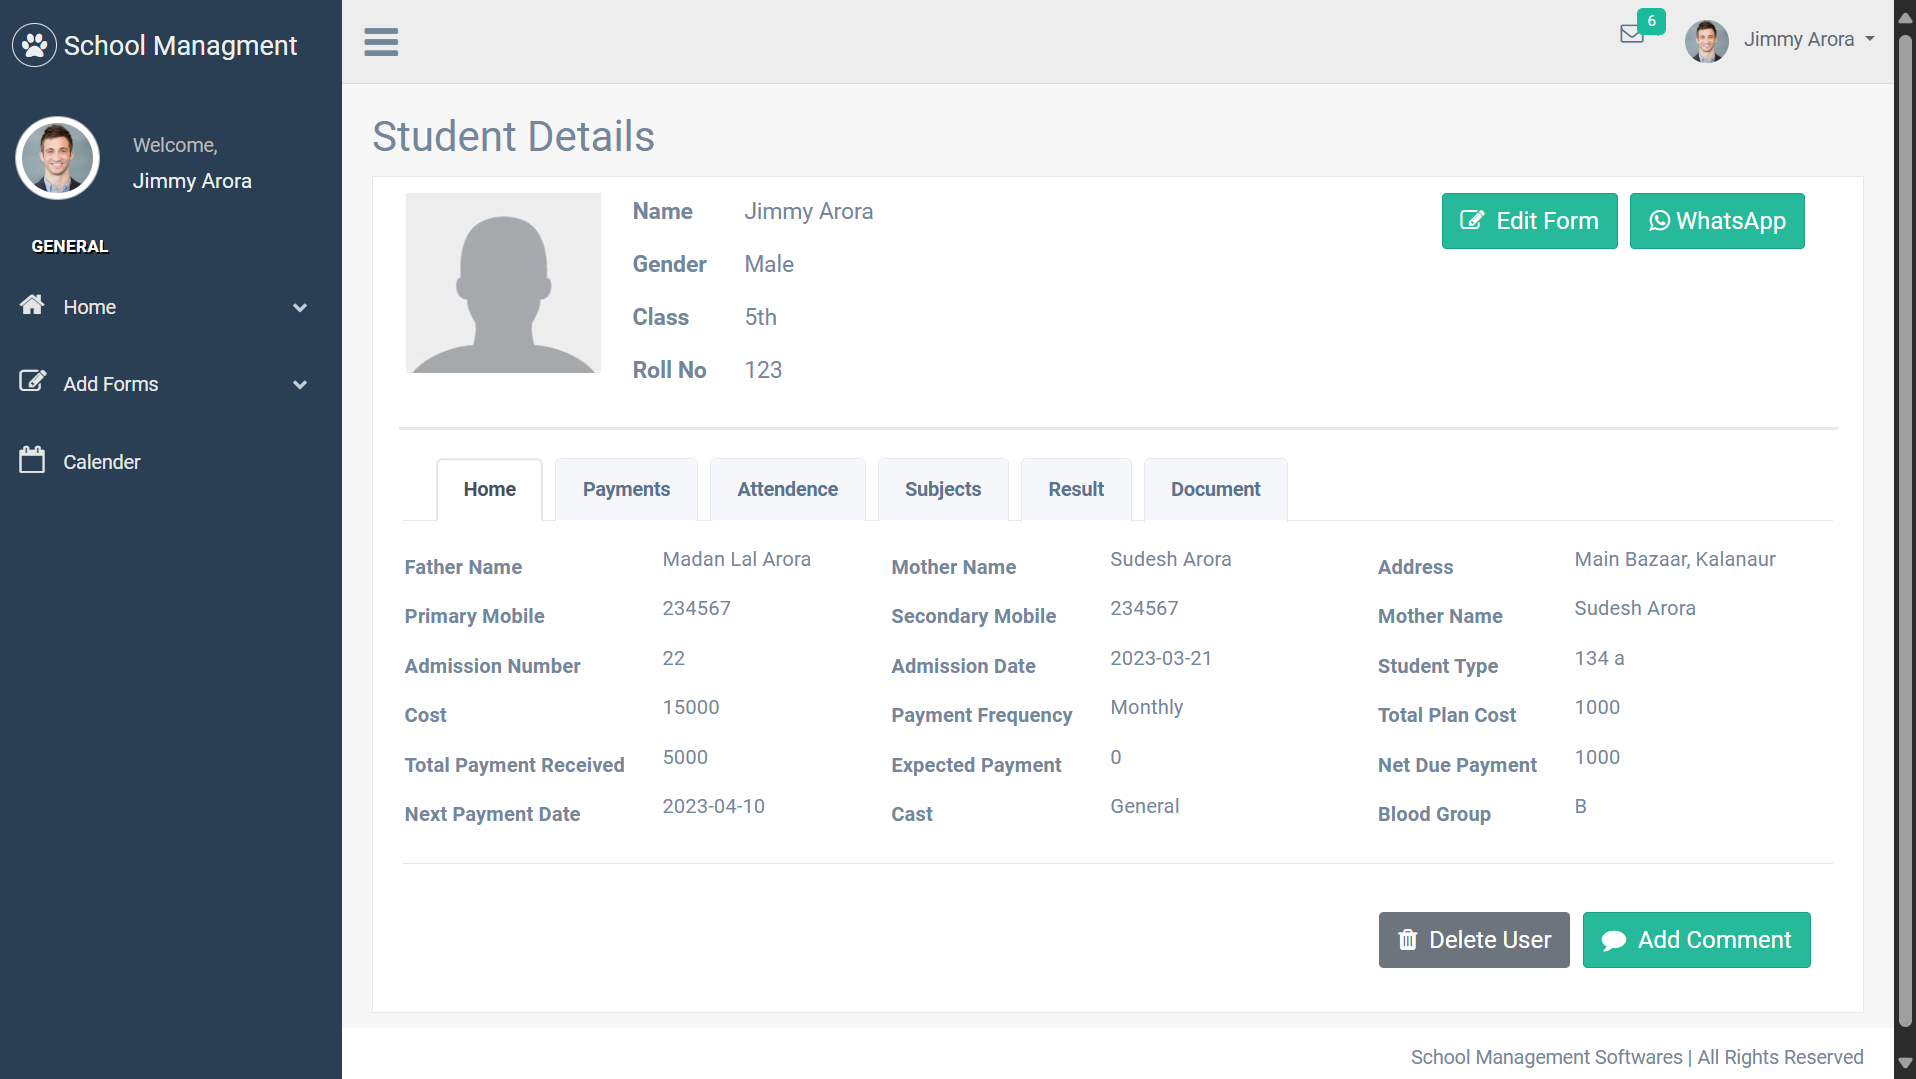 School Managment
6
Jimmy Arora
Welcome,
Jimmy Arora
GENERAL
Home
Add Forms
Calender
Student Details
Name Jimmy Arora
Gender Male
Class 5th
Roll No 123
Edit Form WhatsApp
Home Payments Attendence Subjects Result Document
Father Name Madan Lal Arora Mother Name Sudesh Arora Address Main Bazaar, Kalanaur
Primary Mobile 234567 Secondary Mobile 234567 Mother Name Sudesh Arora
Admission Number 22 Admission Date 2023-03-21 Student Type 134 a
Cost 15000 Payment Frequency Monthly Total Plan Cost 1000
Total Payment Received 5000 Expected Payment 0 Net Due Payment 1000
Next Payment Date 2023-04-10 Cast General Blood Group B
Delete User Add Comment
School Management Softwares | All Rights Reserved